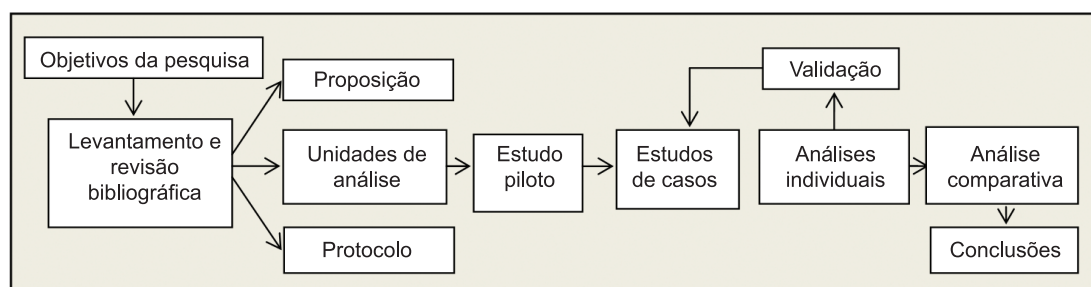 Objetivos da pesquisa
Levantamento e
revisão
bibliográfica
Proposição
Unidades de
análise
Protocolo
Estudo
piloto
Estudos
de casos
Validação
Análises
individuais
Análise
comparativa
Conclusões